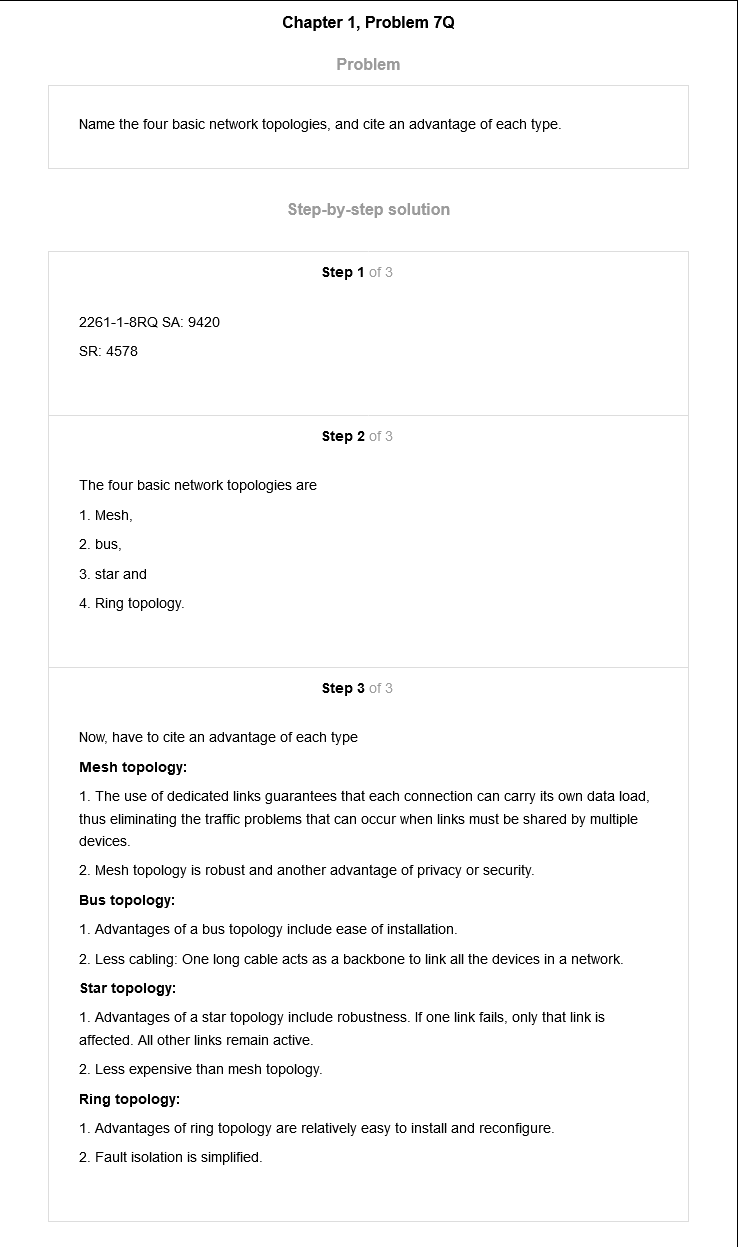 Chapter 1, Problem 7Q
Problem
Name the four basic network topologies, and cite an advantage of each type.
Step-by-step solution
Step 1 of 3
2261-1-8RQ SA: 9420
SR: 4578
Step 2 of 3
The four basic network topologies are
1. Mesh,
2. bus,
3. star and
4. Ring topology.
Step 3 of 3
Now, have to cite an advantage of each type
Mesh topology:
1. The use of dedicated links guarantees that each connection can carry its own data load,
thus eliminating the traffic problems that can occur when links must be shared by multiple
devices.
2. Mesh topology is robust and another advantage of privacy or security.
Bus topology:
1. Advantages of a bus topology include ease of installation.
2. Less cabling: One long cable acts as a backbone to link all the devices in a network.
Star topology:
1. Advantages of a star topology include robustness. If one link fails, only that link is
affected. All other links remain active.
2. Less expensive than mesh topology.
Ring topology:
1. Advantages of ring topology are relatively easy to install and reconfigure.
2. Fault isolation is simplified.